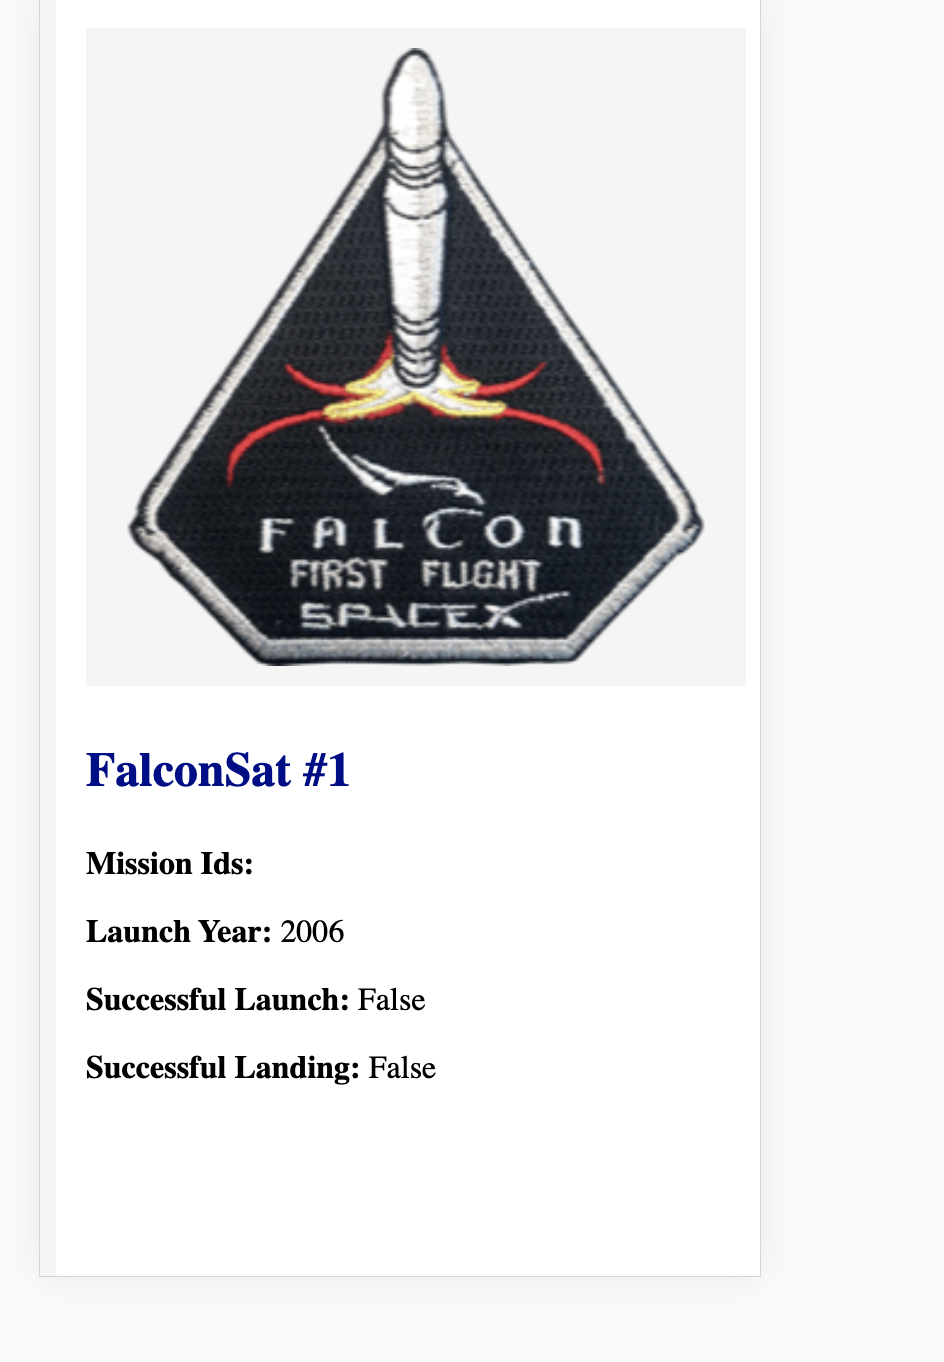 FALCON
FIRST FLIGHT
SPACEX
FalconSat #1
Mission Ids:
Launch Year: 2006
Successful Launch: False
Successful Landing: False